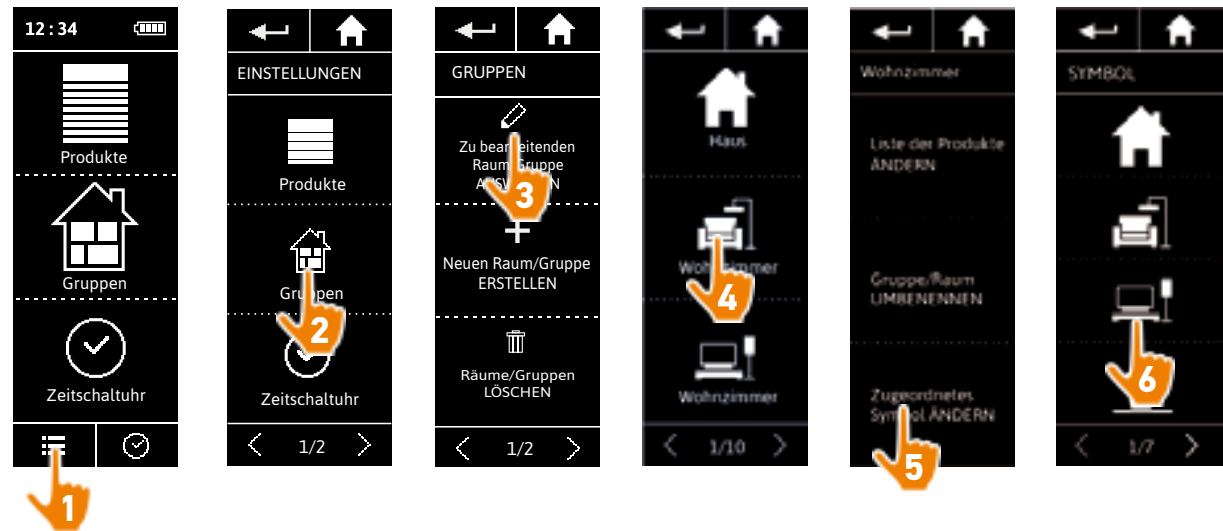 12:34
Produkte
Gruppen
Zeitschaltuhr
1
EINSTELLUNGEN
Produkte
Gruppen
2
Zeitschaltuhr
1/2
GRUPPEN
Zu bearbeitenden
Raum/Gruppe
AUSWÄHLEN
3
Neuen Raum/Gruppe
ERSTELLEN
Räume/Gruppen
LÖSCHEN
1/2
Haus
Wohnzimmer
4
Wohnzimmer
1/10
Wohnzimmer
Liste der Produkte
ÄNDERN
Gruppe/Raum
UMBENENNEN
Zugeordnetes
Symbol ÄNDERN
5
SYMBOL
6
1/7